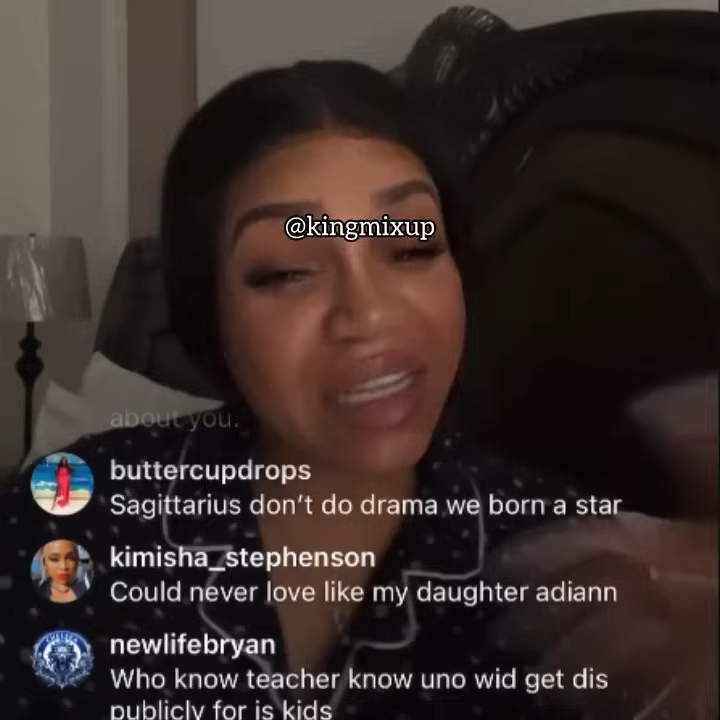 @kingmixup
about you.
buttercupdrops
Sagittarius don't do drama we born a star
kimisha_stephenson
Could never love like my daughter adiann
newlifebryan
Who know teacher know uno wid get dis
publicly for is kids